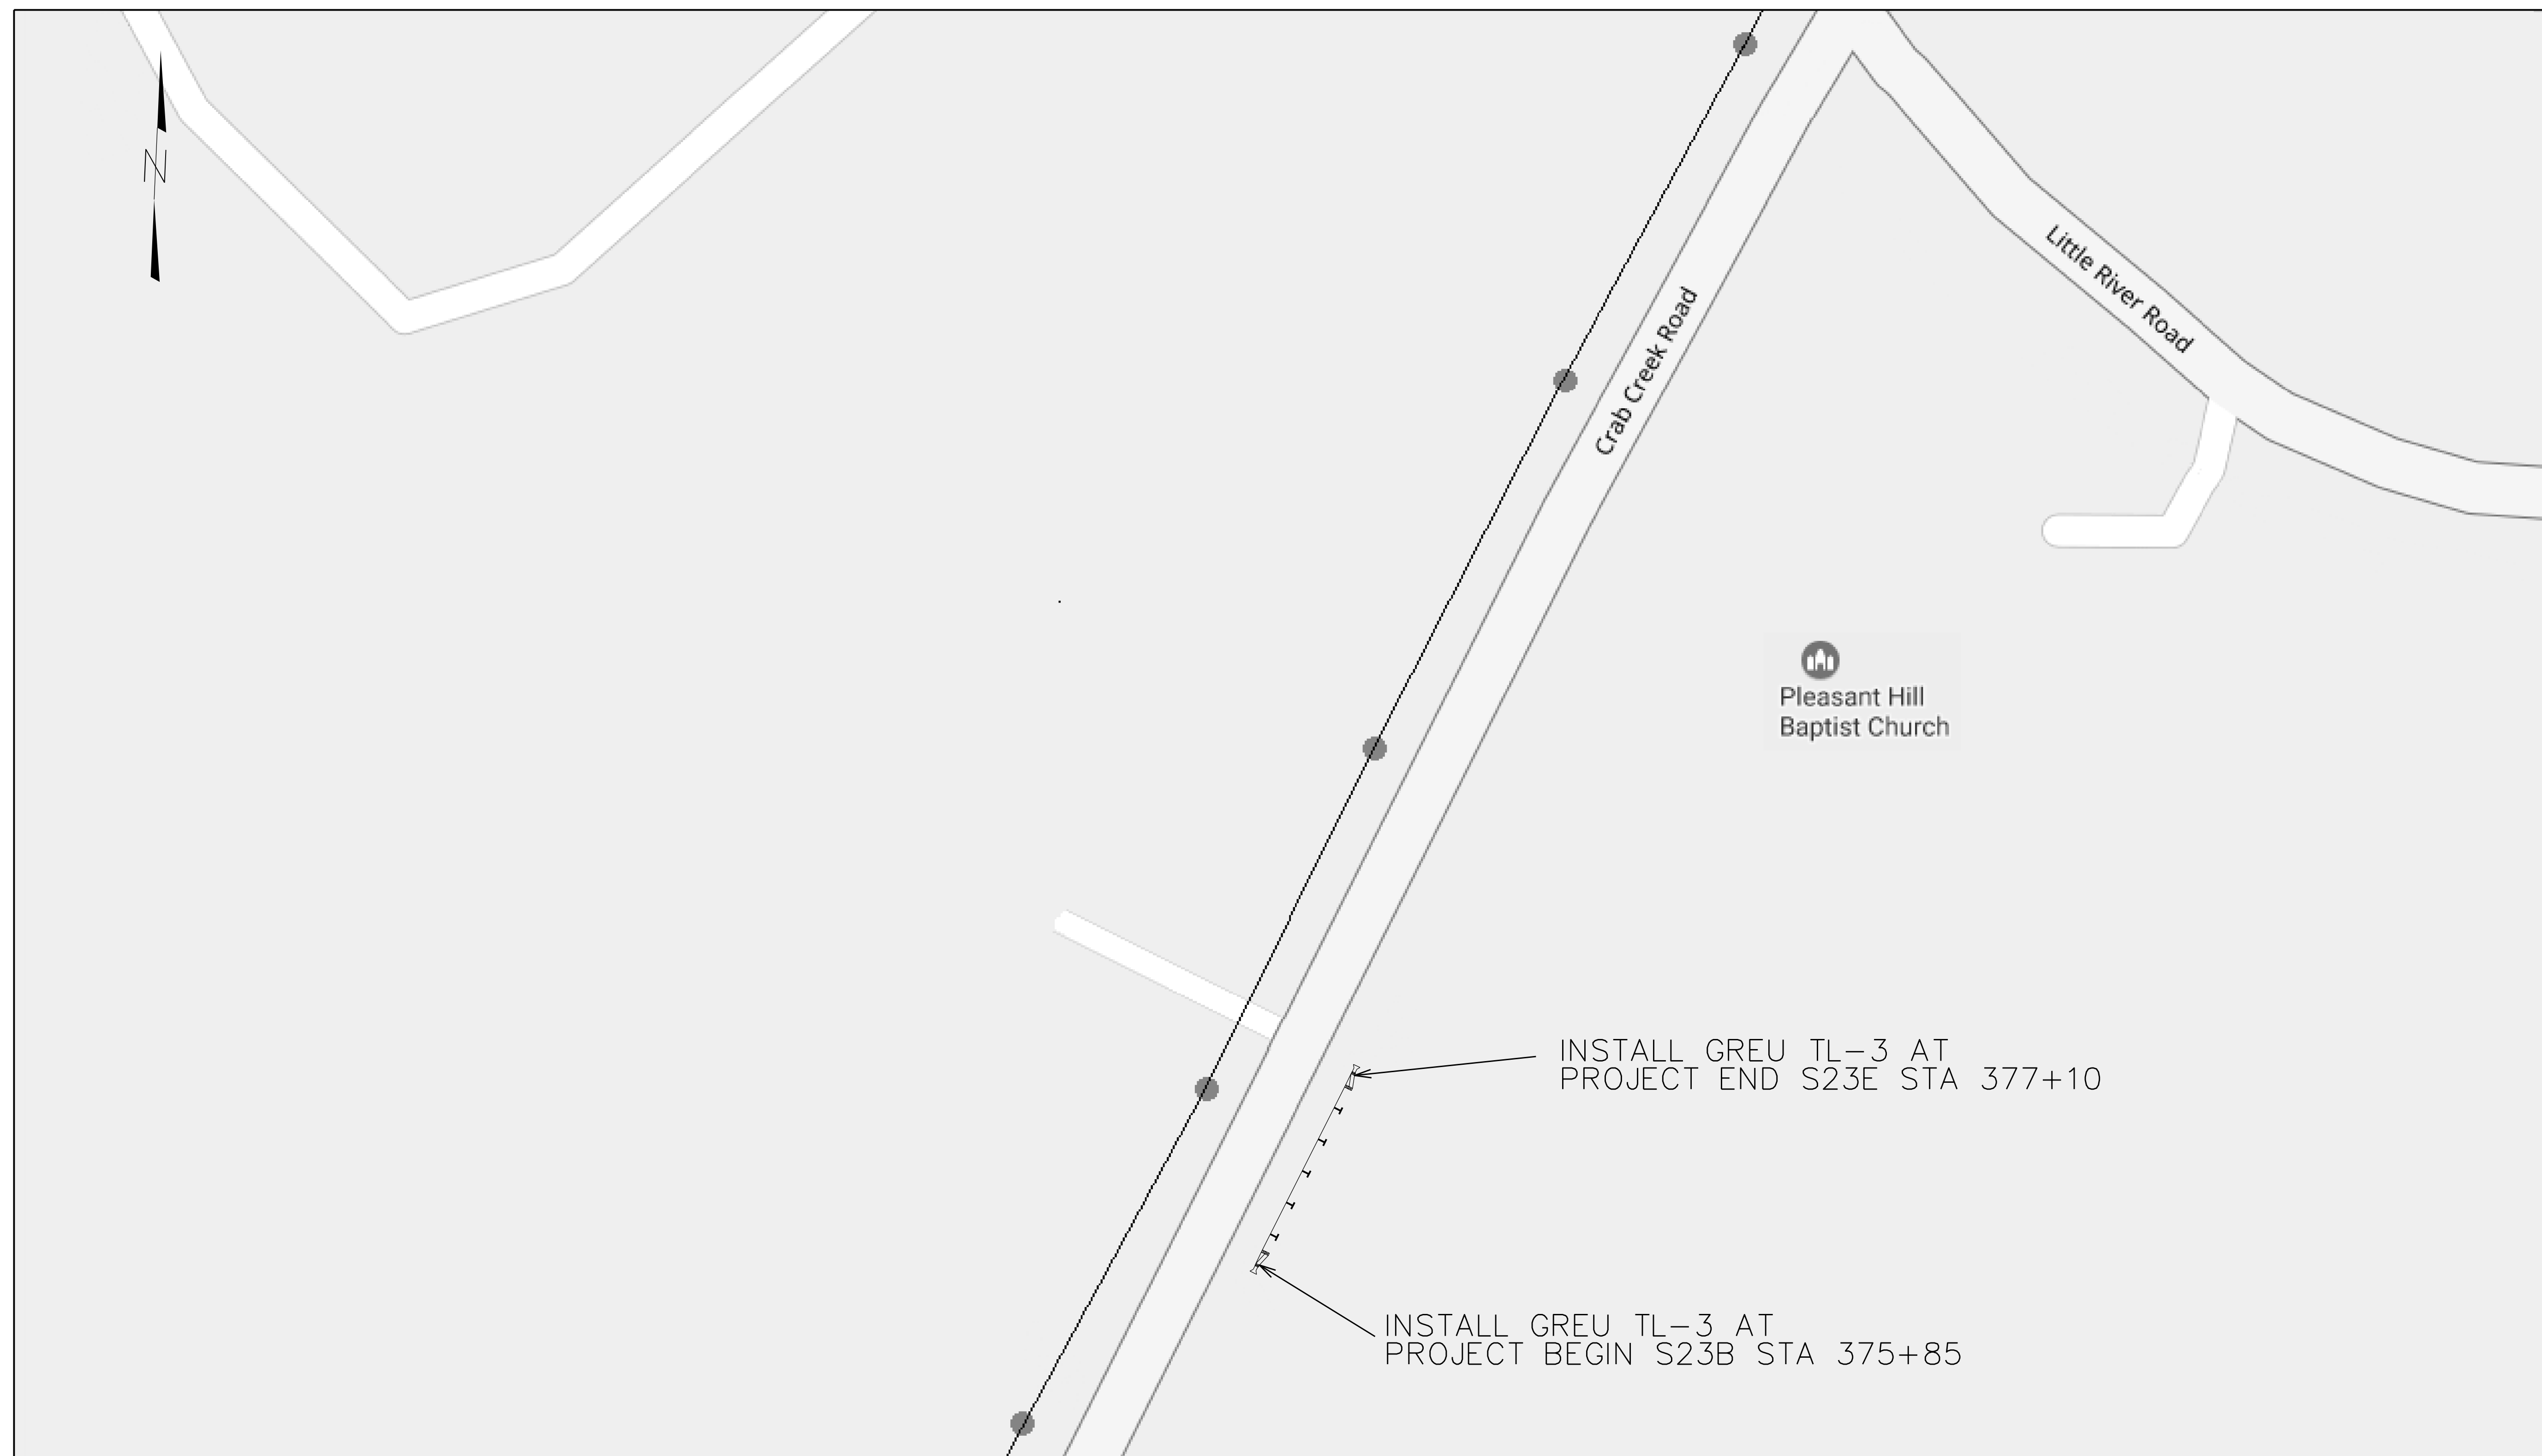 N
Little River Road
Crab Creek Road
Pleasant Hill
Baptist Church
INSTALL GREU TL-3 AT
PROJECT END S23E STA 377+10
INSTALL GREU TL-3 AT
PROJECT BEGIN S23B STA 375+85